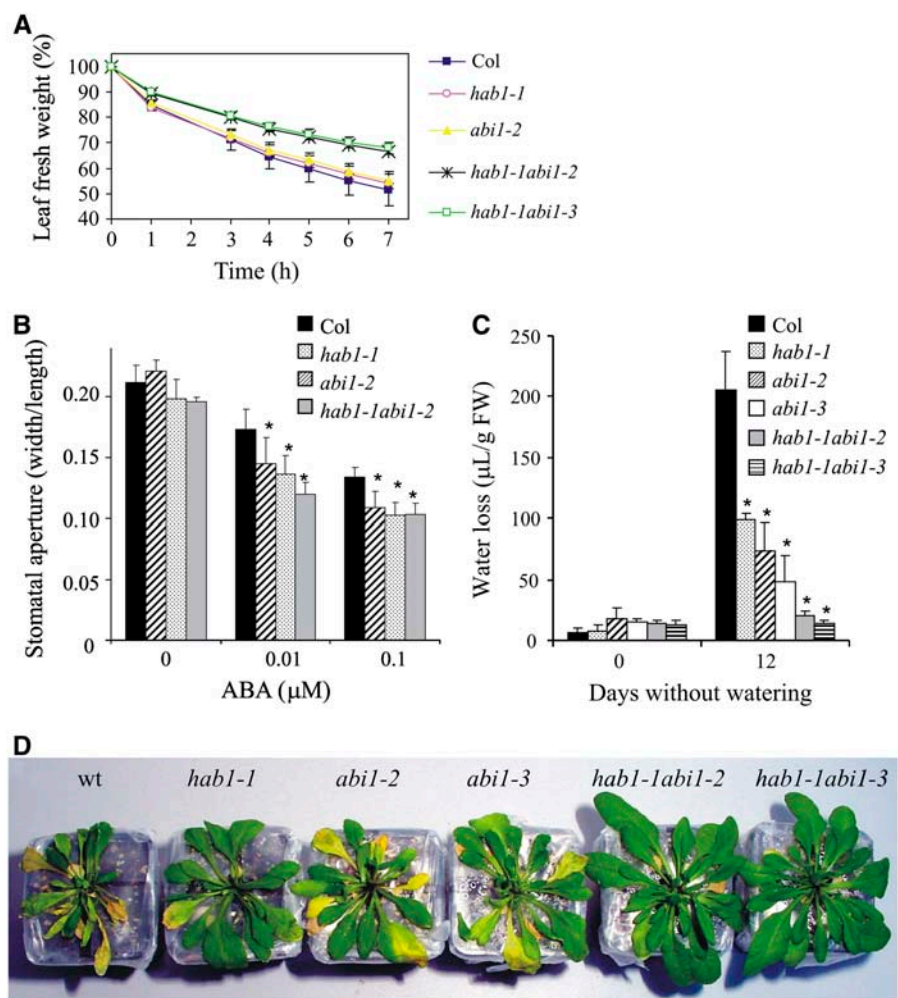 A
Leaf fresh weight (%)
100
90
80
70
60
50
40
0 1 2 3 4 5 6 7
Time (h)
Col
hab1-1
abi1-2
hab1-1abi1-2
hab1-1abi1-3
B
Stomatal aperture (width/length)
0.20
0.15
0.10
0.05
0
Col
hab1-1
abi1-2
hab1-1abi1-2
* * *
* * *
0 0.01 0.1
ABA (μM)
C
Water loss (μL/g FW)
250
200
150
100
50
0
Col
hab1-1
abi1-2
abi1-3
hab1-1abi1-2
hab1-1abi1-3
* * * * *
0 12
Days without watering
D
wt hab1-1 abi1-2 abi1-3 hab1-1abi1-2 hab1-1abi1-3